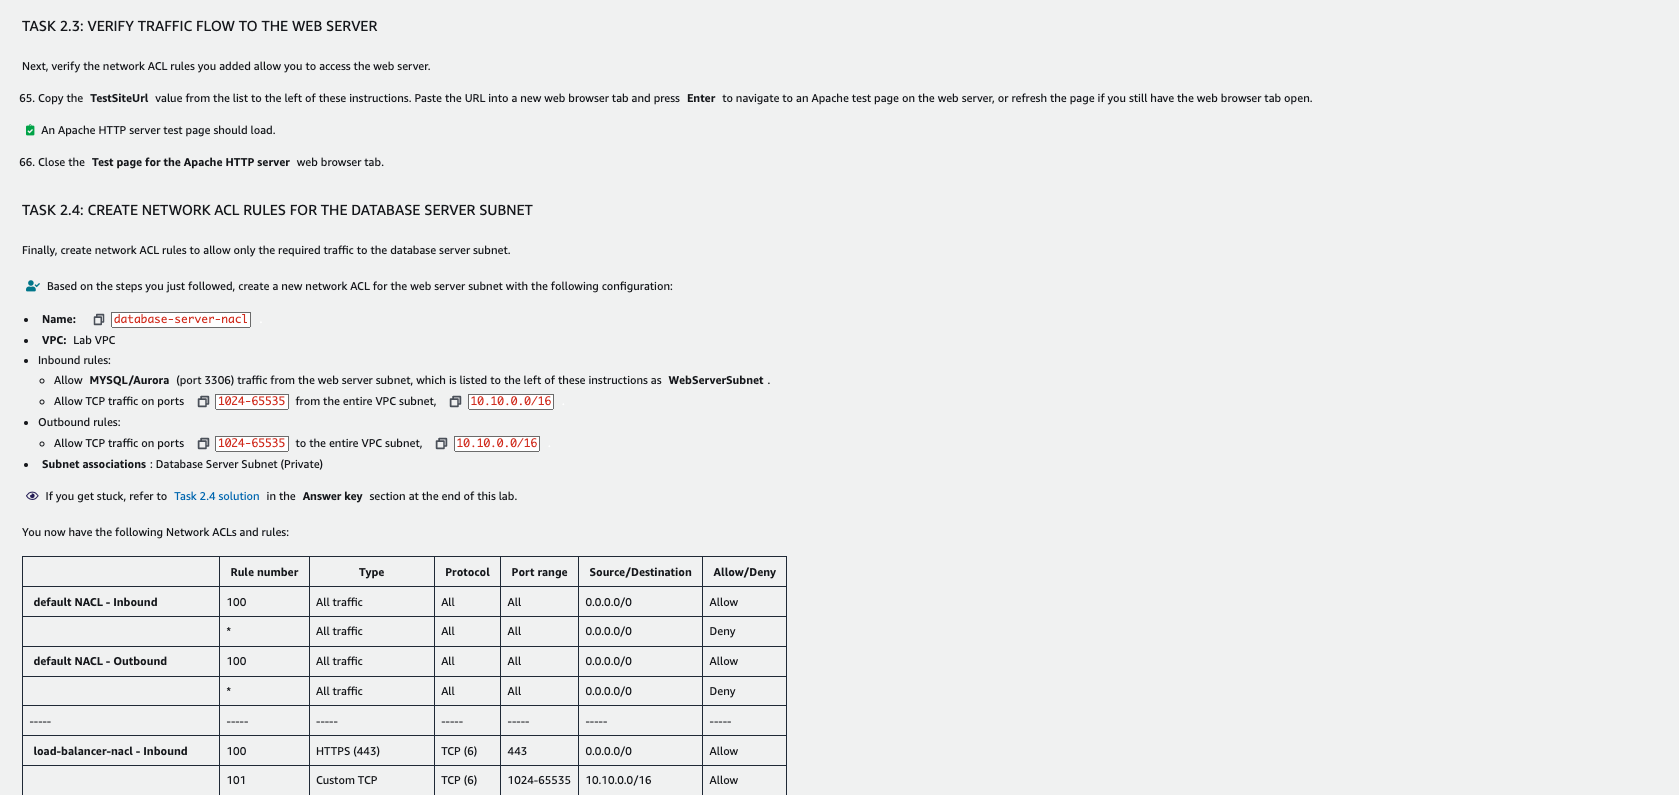 TASK 2.3: VERIFY TRAFFIC FLOW TO THE WEB SERVER
Next, verify the network ACL rules you added allow you to access the web server.
65. Copy the TestSiteUrl value from the list to the left of these instructions. Paste the URL into a new web browser tab and press Enter to navigate to an Apache test page on the web server, or refresh the page if you still have the web browser tab open.
An Apache HTTP server test page should load.
66. Close the Test page for the Apache HTTP server web browser tab.
TASK 2.4: CREATE NETWORK ACL RULES FOR THE DATABASE SERVER SUBNET
Finally, create network ACL rules to allow only the required traffic to the database server subnet.
Based on the steps you just followed, create a new network ACL for the web server subnet with the following configuration:
• Name: database-server-nacl
• VPC: Lab VPC
• Inbound rules:
○ Allow MYSQL/Aurora (port 3306) traffic from the web server subnet, which is listed to the left of these instructions as WebServerSubnet .
○ Allow TCP traffic on ports 1024-65535 from the entire VPC subnet, 10.10.0.0/16
• Outbound rules:
○ Allow TCP traffic on ports 1024-65535 to the entire VPC subnet, 10.10.0.0/16
• Subnet associations : Database Server Subnet (Private)
If you get stuck, refer to Task 2.4 solution in the Answer key section at the end of this lab.
You now have the following Network ACLs and rules:
Rule number Type Protocol Port range Source/Destination Allow/Deny
default NACL - Inbound 100 All traffic All All 0.0.0.0/0 Allow
* All traffic All All 0.0.0.0/0 Deny
default NACL - Outbound 100 All traffic All All 0.0.0.0/0 Allow
* All traffic All All 0.0.0.0/0 Deny
----- ----- ----- ----- ----- ----- -----
load-balancer-nacl - Inbound 100 HTTPS (443) TCP (6) 443 0.0.0.0/0 Allow
101 Custom TCP TCP (6) 1024-65535 10.10.0.0/16 Allow